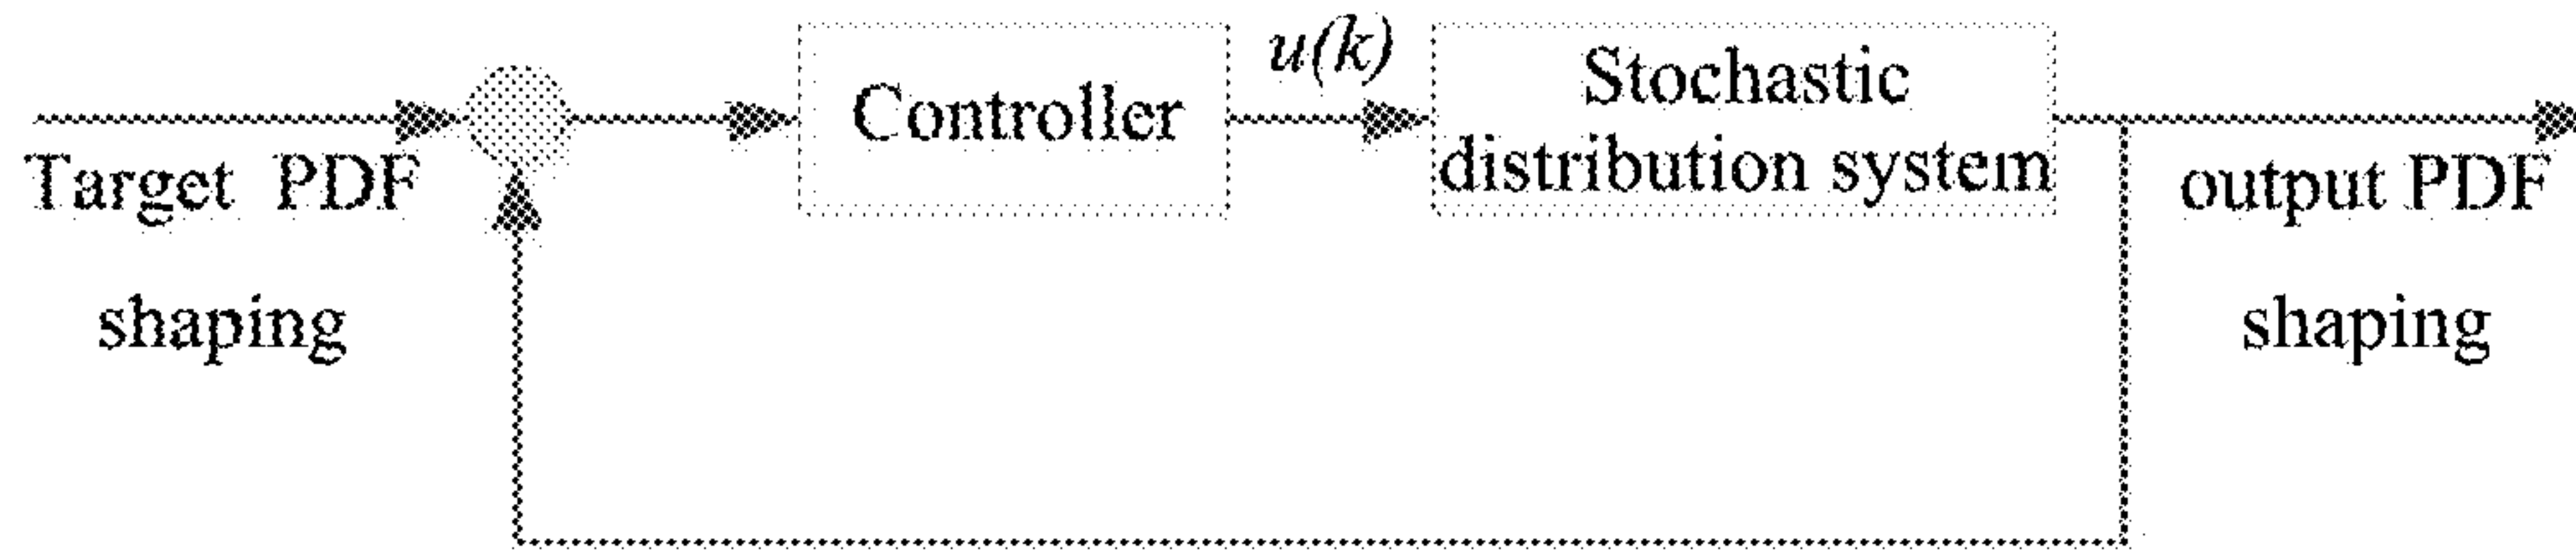 Target PDF
shaping
Controller
u(k)
Stochastic
distribution system
output PDF
shaping